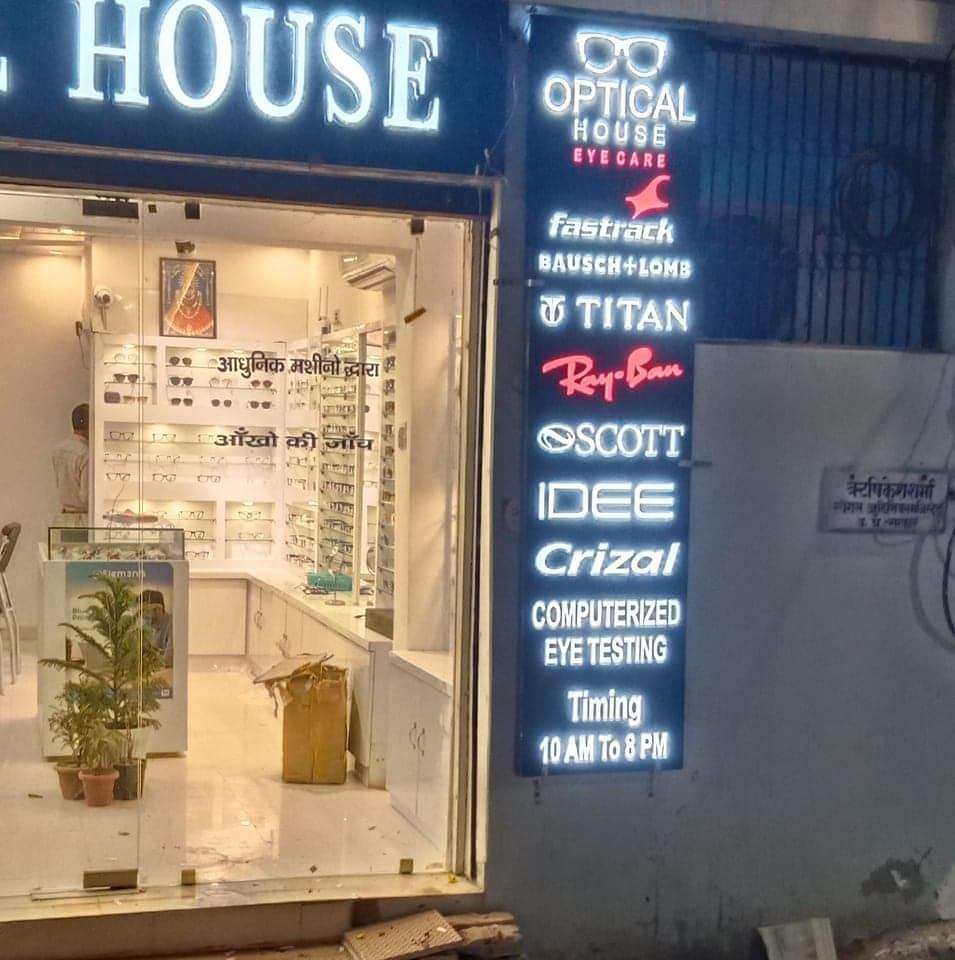 HOUSE
OPTICAL
HOUSE
EYE CARE
fastrack
BAUSCH+LOMB
TITAN
Ray-Ban
SCOTT
IDEE
Crizal
COMPUTERIZED
EYE TESTING
Timing
10 AM To 8 PM
आधुनिक मशीनो द्धारा
आँखो की जाँच